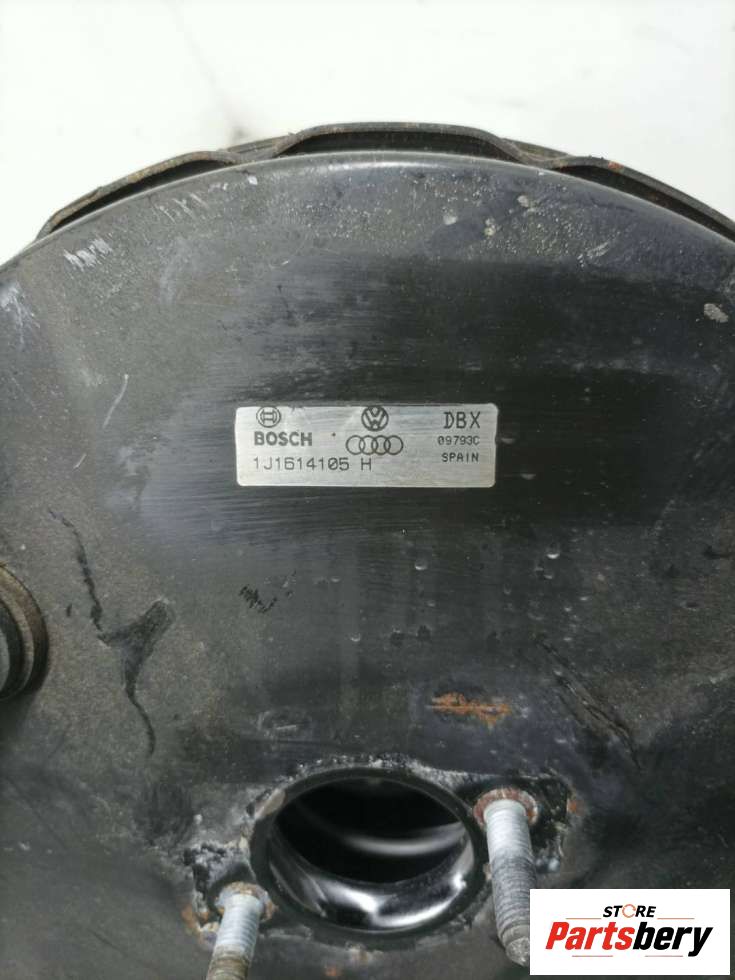 BOSCH
1J1614105 H
DBX
09793C
SPAIN
STORE
Partsbery